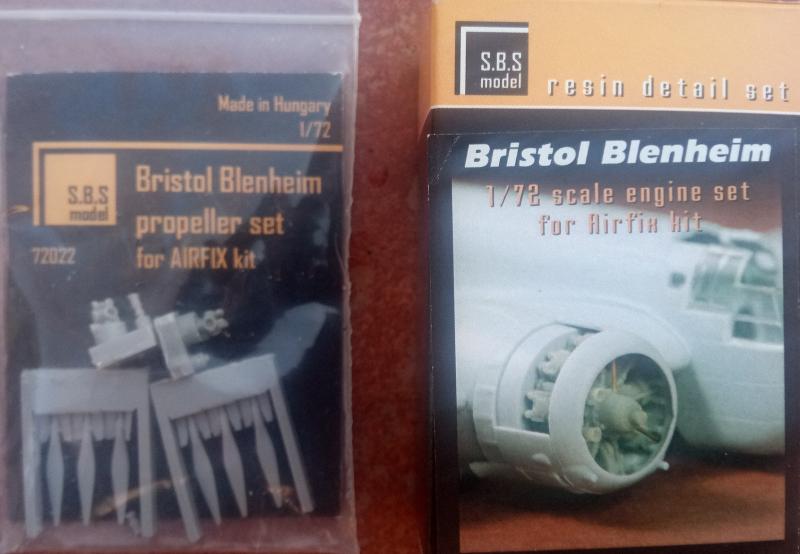 Made in Hungary
1/72
S.B.S
model
Bristol Blenheim
propeller set
for AIRFIX kit
72022
S.B.S
model
resin detail set
Bristol Blenheim
1/72 scale engine set
for Airfix kit